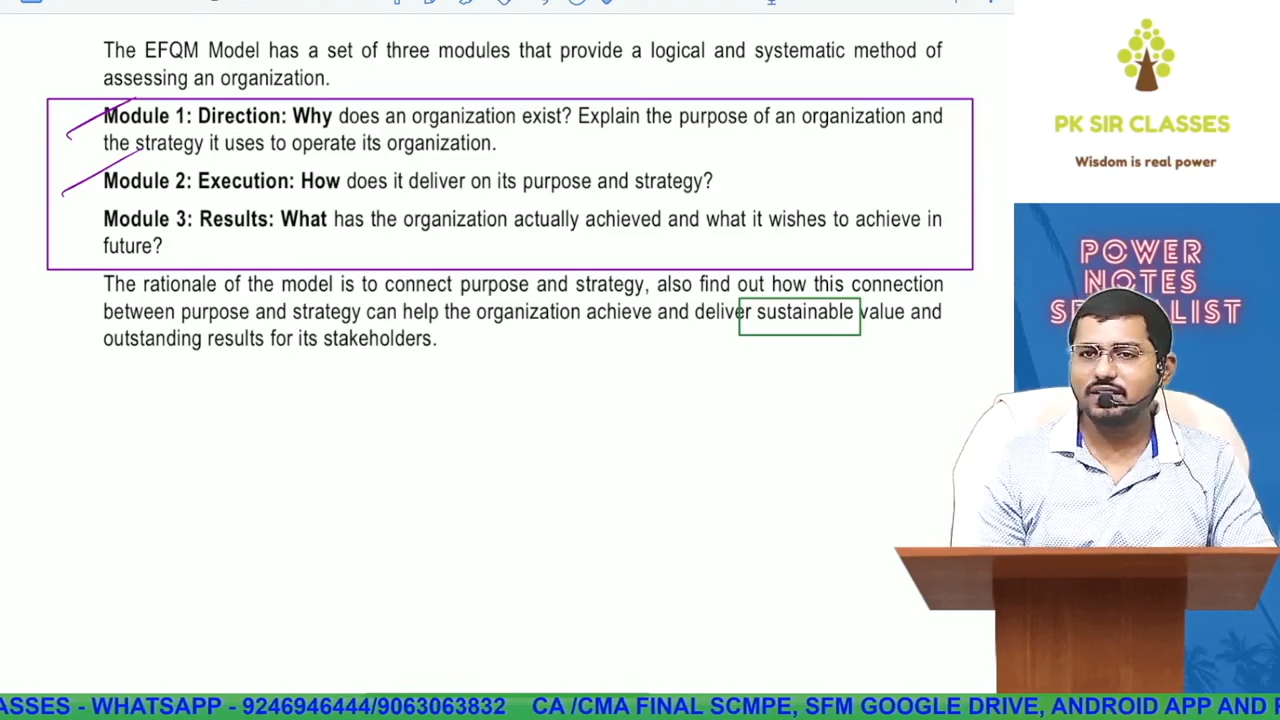 The EFQM Model has a set of three modules that provide a logical and systematic method of
assessing an organization.
Module 1: Direction: Why does an organization exist? Explain the purpose of an organization and
the strategy it uses to operate its organization.
Module 2: Execution: How does it deliver on its purpose and strategy?
Module 3: Results: What has the organization actually achieved and what it wishes to achieve in
future?
The rationale of the model is to connect purpose and strategy, also find out how this connection
between purpose and strategy can help the organization achieve and deliver sustainable value and
outstanding results for its stakeholders.
PK SIR CLASSES
Wisdom is real power
POWER
NOTES
ASSES - WHATSAPP - 9246946444/9063063832 CA /CMA FINAL SCMPE, SFM GOOGLE DRIVE, ANDROID APP AND